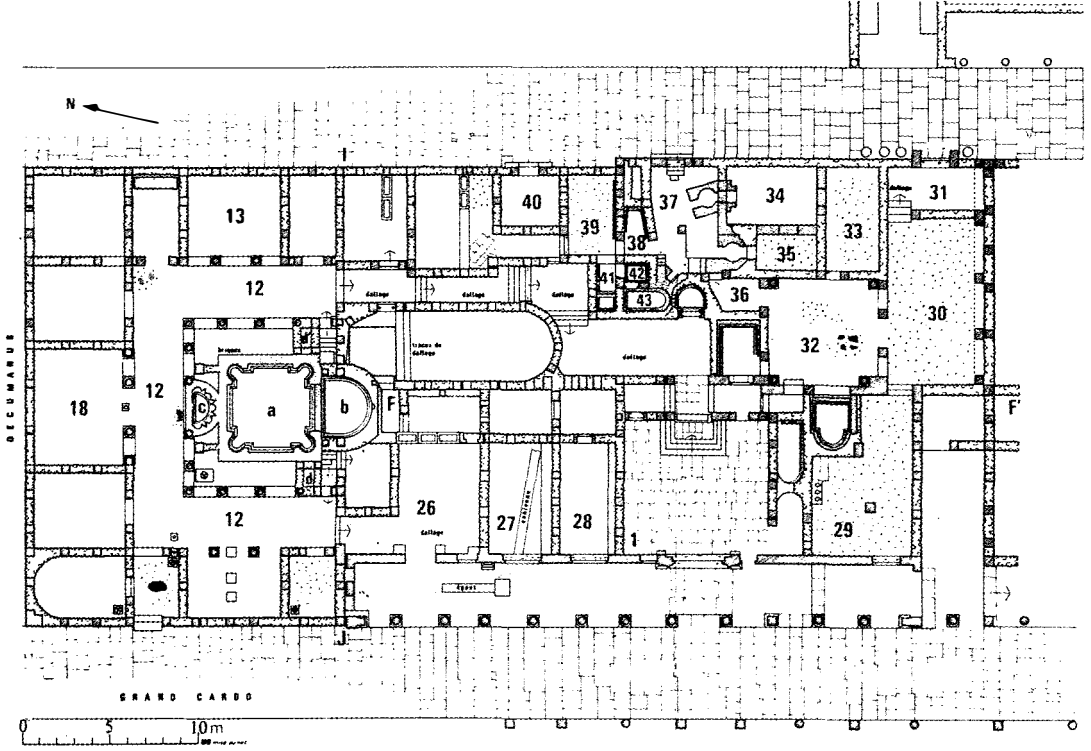 N
I
13
40
31
37
34
39
33
38
35
12
41
42
43
36
dallage
dallage
dallage
traces de dallage
dallage
30
32
DECUMANUS
18
12
c
a
b
F
F'
d
12
26
dallage
27
28
1
29
égout
J
GRAND CARDO
0 5 10m